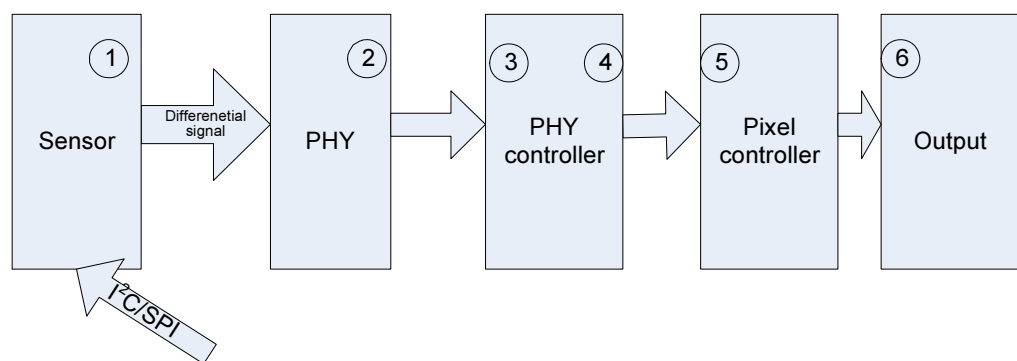 1
2
3
4
5
6
Differenetial
signal
Sensor
PHY
PHY
controller
Pixel
controller
Output
I²C/SPI